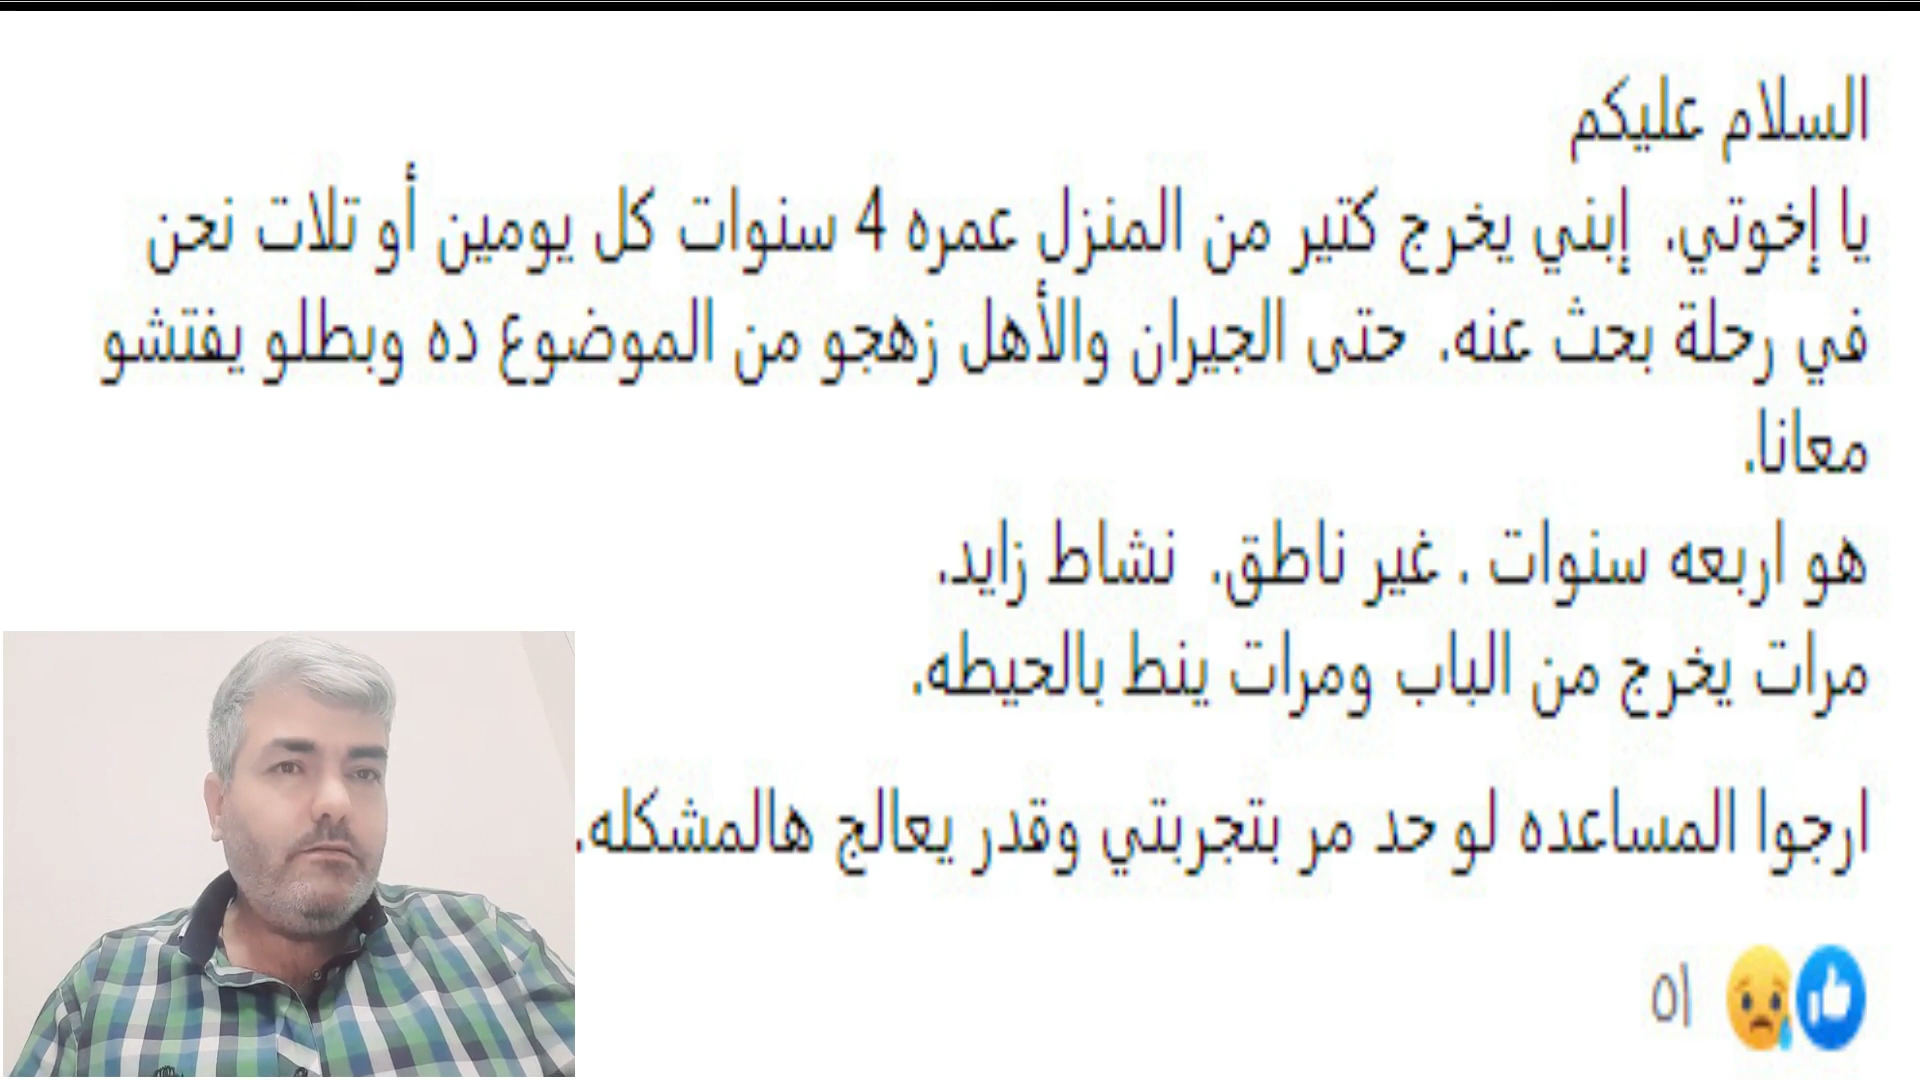 السلام عليكم
يا إخوتي. إبني يخرج كتير من المنزل عمره 4 سنوات كل يومين أو تلات نحن
في رحلة بحث عنه. حتى الجيران والأهل زهجو من الموضوع ده وبطلو يفتشو
معانا.
هو اربعه سنوات . غير ناطق. نشاط زايد.
مرات يخرج من الباب ومرات ينط بالحيطه.
ارجوا المساعده لو حد مر بتجربتي وقدر يعالج هالمشكله.
٥١